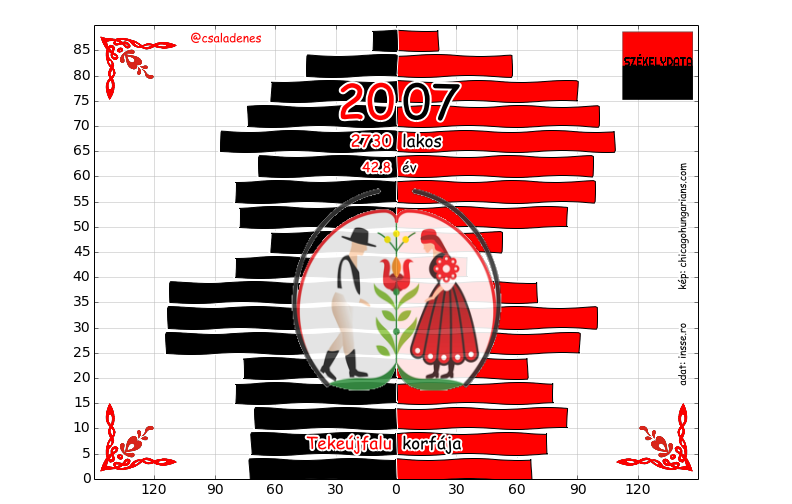 @csaladenes
SZÉKELYDATA
2007
2730 lakos
42.8 év
kép: chicagohungarians.com
adat: insse.ro
Tekeújfalu korfája
85
80
75
70
65
60
55
50
45
40
35
30
25
20
15
10
5
0
120 90 60 30 0 30 60 90 120